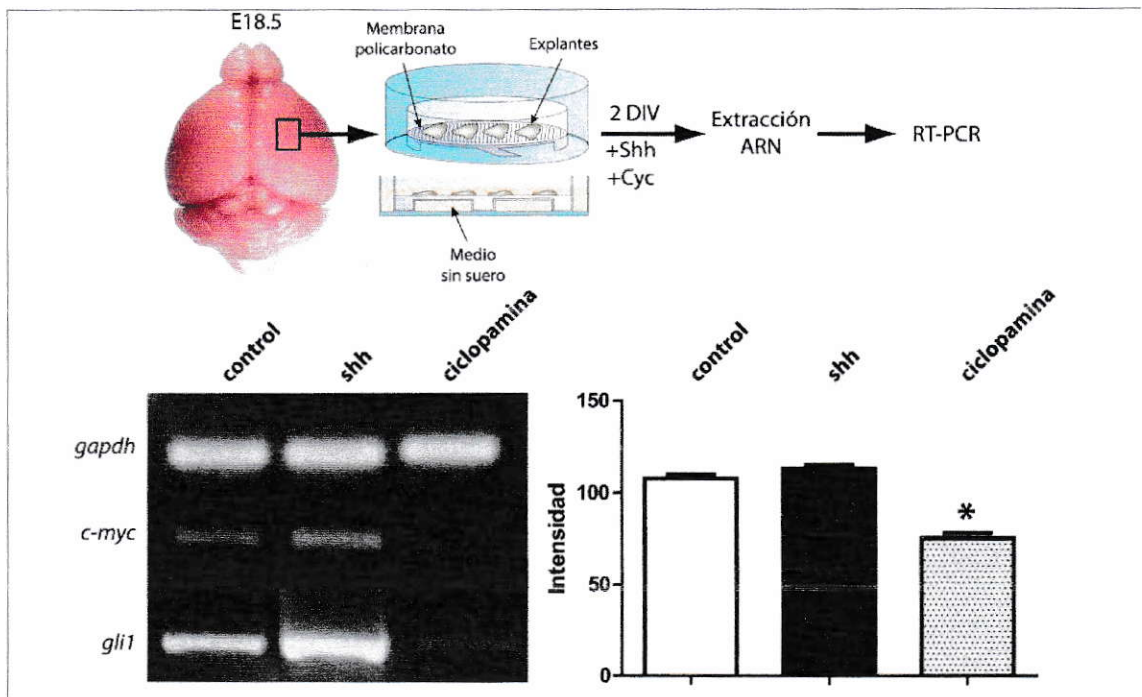 E18.5
Membrana
policarbonato
Explantes
2 DIV
+Shh
+Cyc
Extracción
ARN
RT-PCR
Medio
sin suero
control
shh
ciclopamina
gapdh
c-myc
gli1
control
shh
ciclopamina
Intensidad
150
100
50
0
*